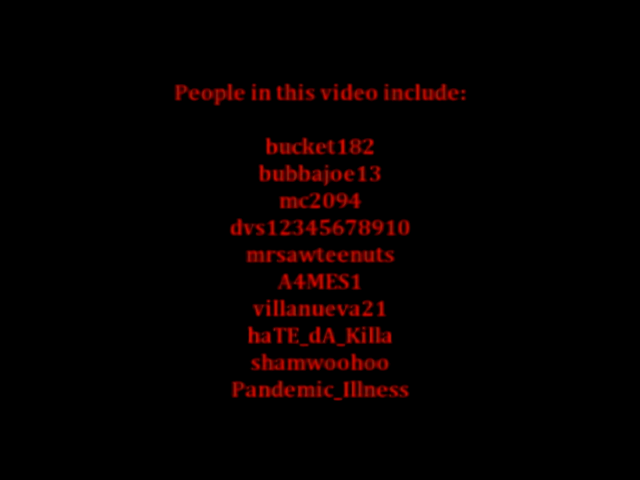 People in this video include:
bucket182
bubbajoe13
mc2094
dvs12345678910
mrsawteenuts
A4MES1
villanueva21
haTE_dA_Killa
shamwoohoo
Pandemic_Illness